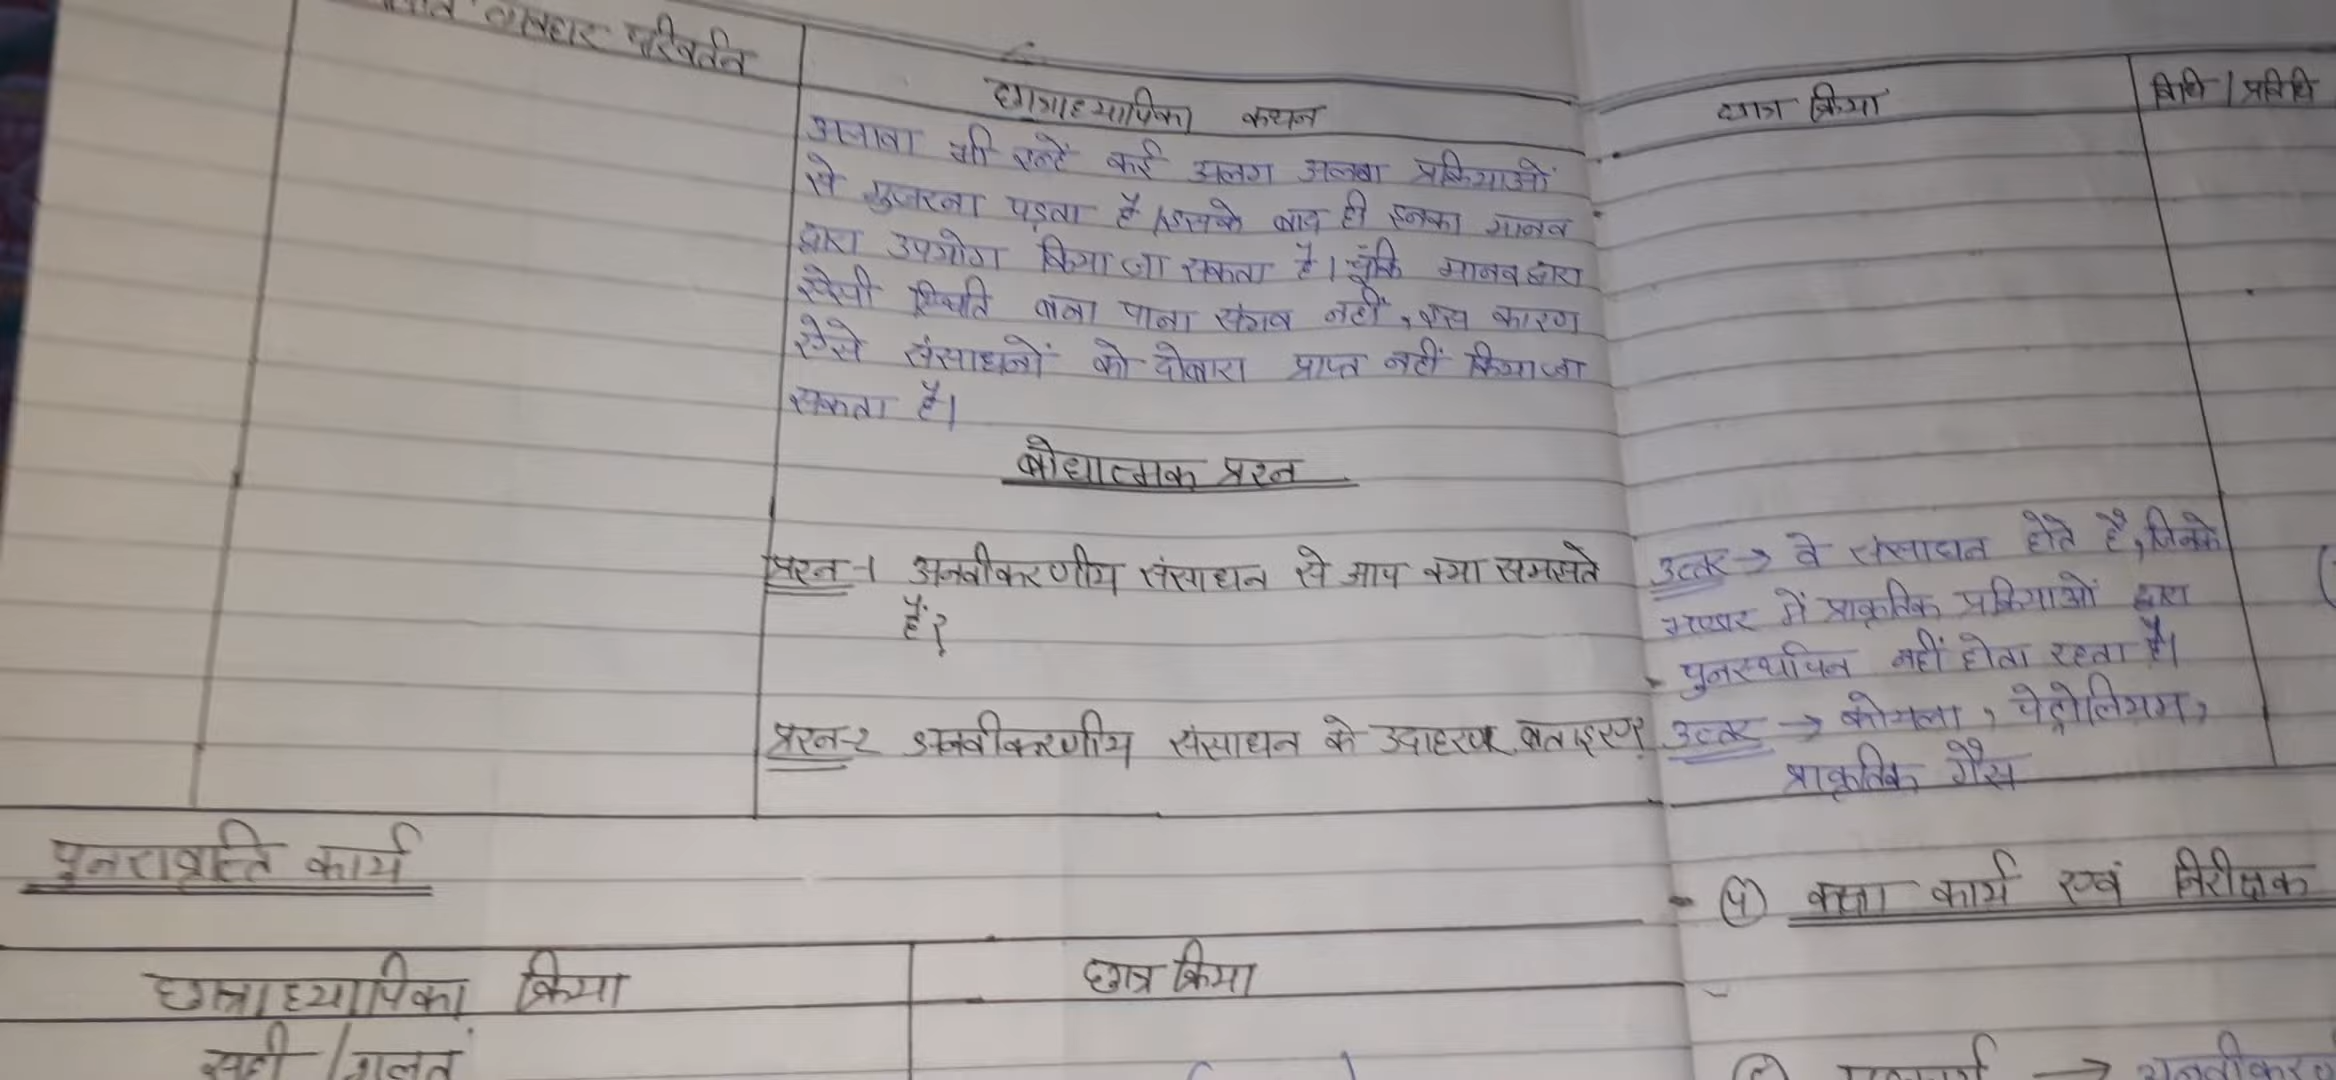 व्यवहार परिवर्तन
छात्राध्यापिका कथन
छात्र क्रिया
विधि / प्रविधि
अलावा भी इन्हें कई अलग अलग प्रक्रियाओं
से गुजरना पड़ता है। इसके बाद ही इनका मानव
द्वारा उपयोग किया जा सकता है। चूँकि मानव द्वारा
ऐसी स्थिति बना पाना संभव नहीं, इस कारण
ऐसे संसाधनों को दोबारा प्राप्त नहीं किया जा
सकता है।
बोधात्मक प्रश्न
प्रश्न-1 अनवीकरणीय संसाधन से आप क्या समझते
हैं?
उत्तर → वे संसाधन होते है, जिनके
भण्डार में प्राकृतिक प्रक्रियाओं द्वारा
पुनस्थापित नहीं होता रहता है।
प्रश्न-2 अनवीकरणीय संसाधन के उदाहरण बताइए?
उत्तर → कोयला, पेट्रोलियम,
प्राकृतिक गैस
पुनरावृत्ति कार्य
छात्राध्यापिका क्रिया
छात्र क्रिया
सही / गलत
कक्षा कार्य एवं निरीक्षक
→ अनवीकरण